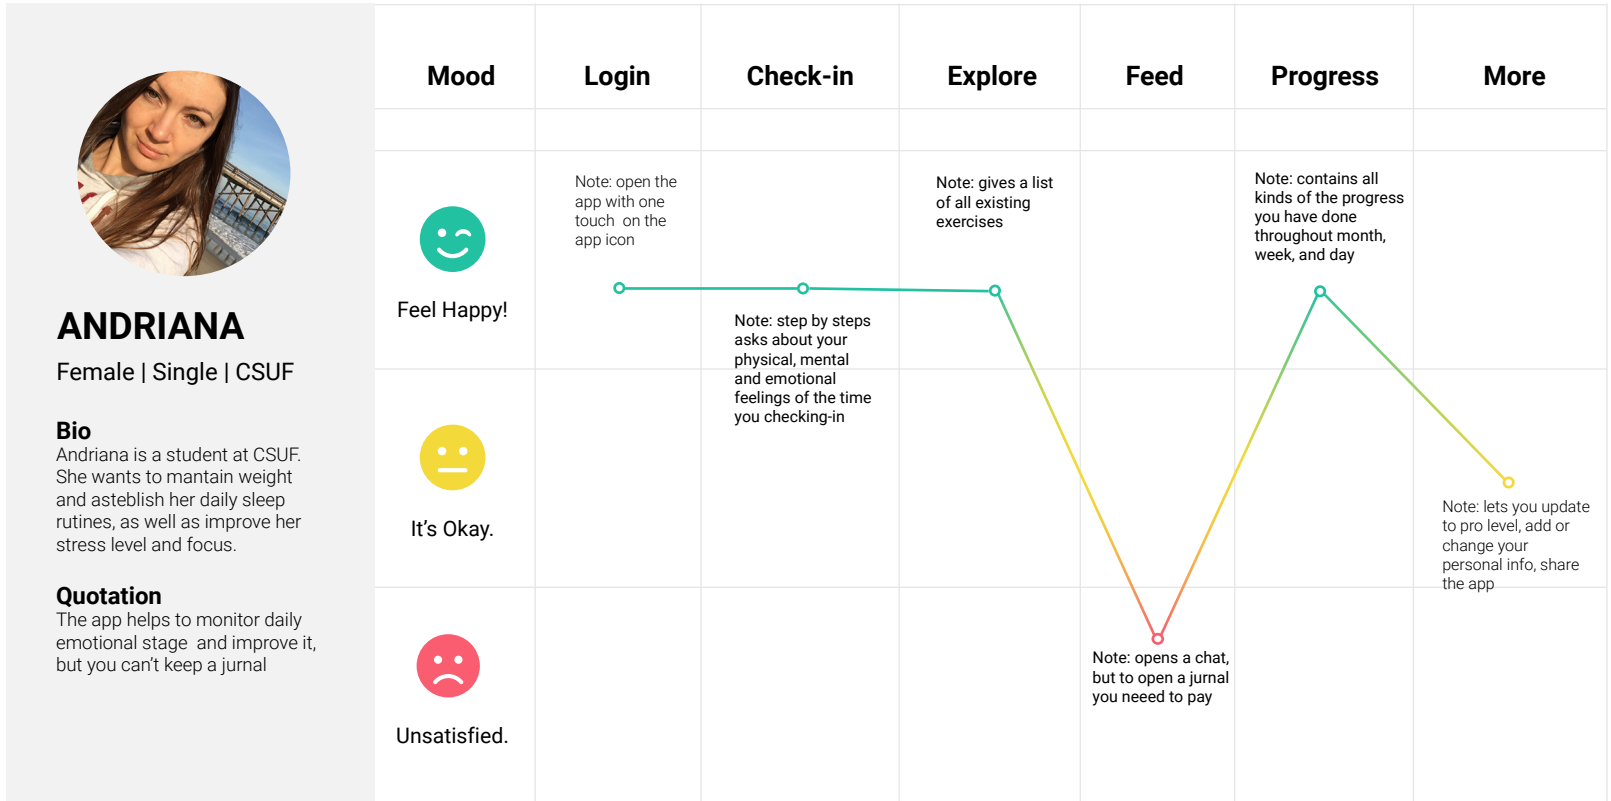 ANDRIANA
Female | Single | CSUF
Bio
Andriana is a student at CSUF.
She wants to mantain weight
and asteblish her daily sleep
rutines, as well as improve her
stress level and focus.
Quotation
The app helps to monitor daily
emotional stage  and improve it,
but you can't keep a jurnal
Mood
Login
Check-in
Explore
Feed
Progress
More
Feel Happy!
Note: open the
app with one
touch  on the
app icon
Note: step by steps
asks about your
physical, mental
and emotional
feelings of the time
you checking-in
Note: gives a list
of all existing
exercises
Note: contains all
kinds of the progress
you have done
throughout month,
week, and day
It's Okay.
Note: lets you update
to pro level, add or
change your
personal info, share
the app
Unsatisfied.
Note: opens a chat,
but to open a jurnal
you neeed to pay